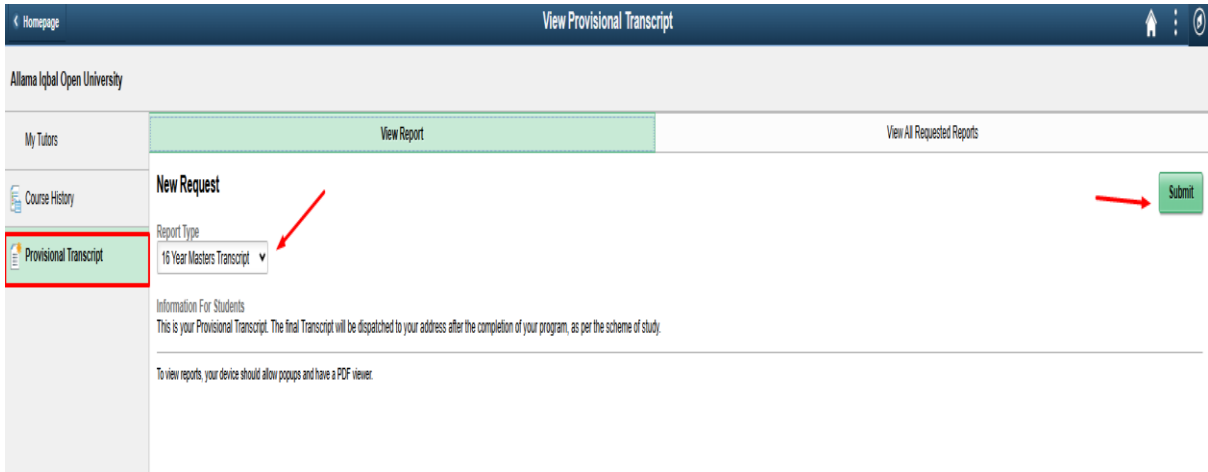 Homepage
View Provisional Transcript
Allama Iqbal Open University
My Tutors
Course History
Provisional Transcript
View Report
View All Requested Reports
New Request
Submit
Report Type
16 Year Masters Transcript
Information For Students
This is your Provisional Transcript. The final Transcript will be dispatched to your address after the completion of your program, as per the scheme of study.
To view reports, your device should allow popups and have a PDF viewer.